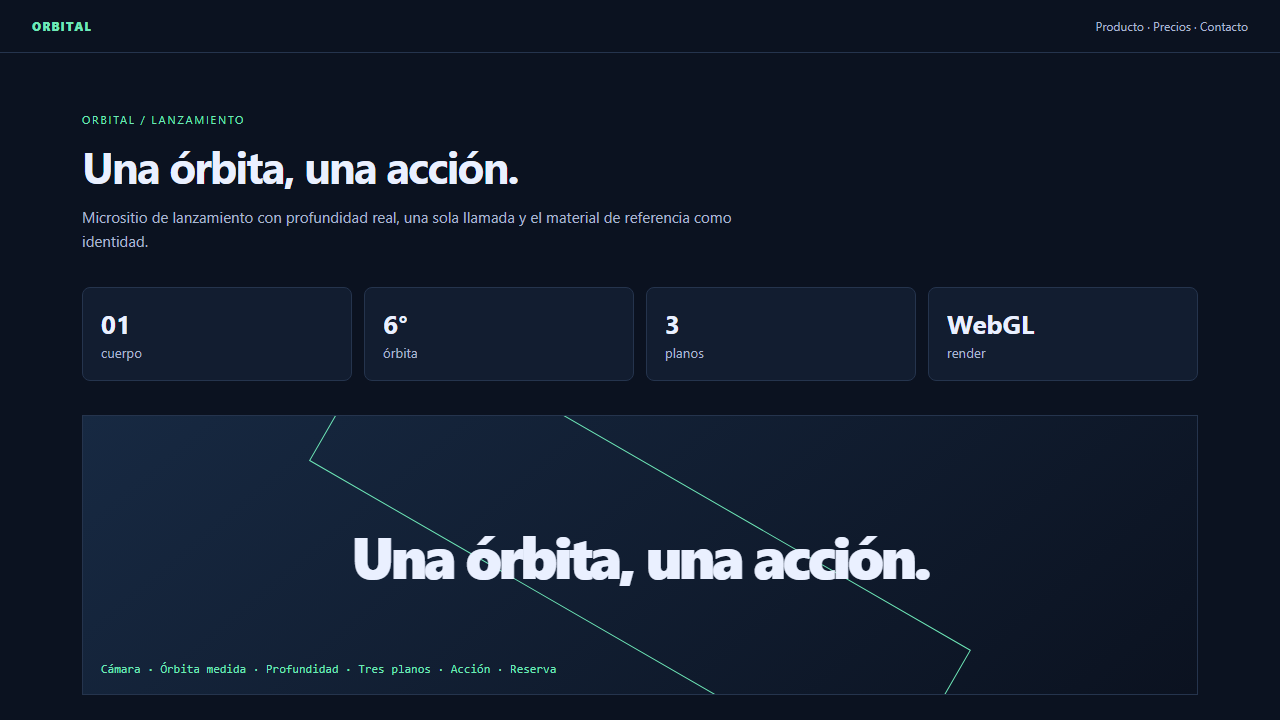 ORBITAL
Producto · Precios · Contacto
ORBITAL / LANZAMIENTO
Una órbita, una acción.
Micrositio de lanzamiento con profundidad real, una sola llamada y el material de referencia como
identidad.
01
cuerpo
6°
órbita
3
planos
WebGL
render
Una órbita, una acción.
Cámara · Órbita medida · Profundidad · Tres planos · Acción · Reserva